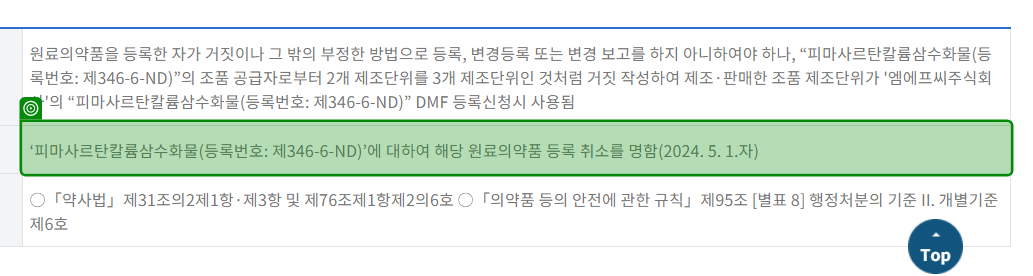 원료의약품을 등록한 자가 거짓이나 그 밖의 부정한 방법으로 등록, 변경등록 또는 변경 보고를 하지 아니하여야 하나, “피마사르탄칼륨삼수화물(등
록번호: 제346-6-ND)”의 조품 공급자로부터 2개 제조단위를 3개 제조단위인 것처럼 거짓 작성하여 제조·판매한 조품 제조단위가 '엠에프씨주식회
'의 “피마사르탄칼륨삼수화물(등록번호: 제346-6-ND)” DMF 등록신청시 사용됨
‘피마사르탄칼륨삼수화물(등록번호: 제346-6-ND)’에 대하여 해당 원료의약품 등록 취소를 명함(2024. 5. 1.자)
○「약사법」제31조의2제1항·제3항 및 제76조제1항제2의6호 ○「의약품 등의 안전에 관한 규칙」제95조 [별표 8] 행정처분의 기준 II. 개별기준
제6호
Top